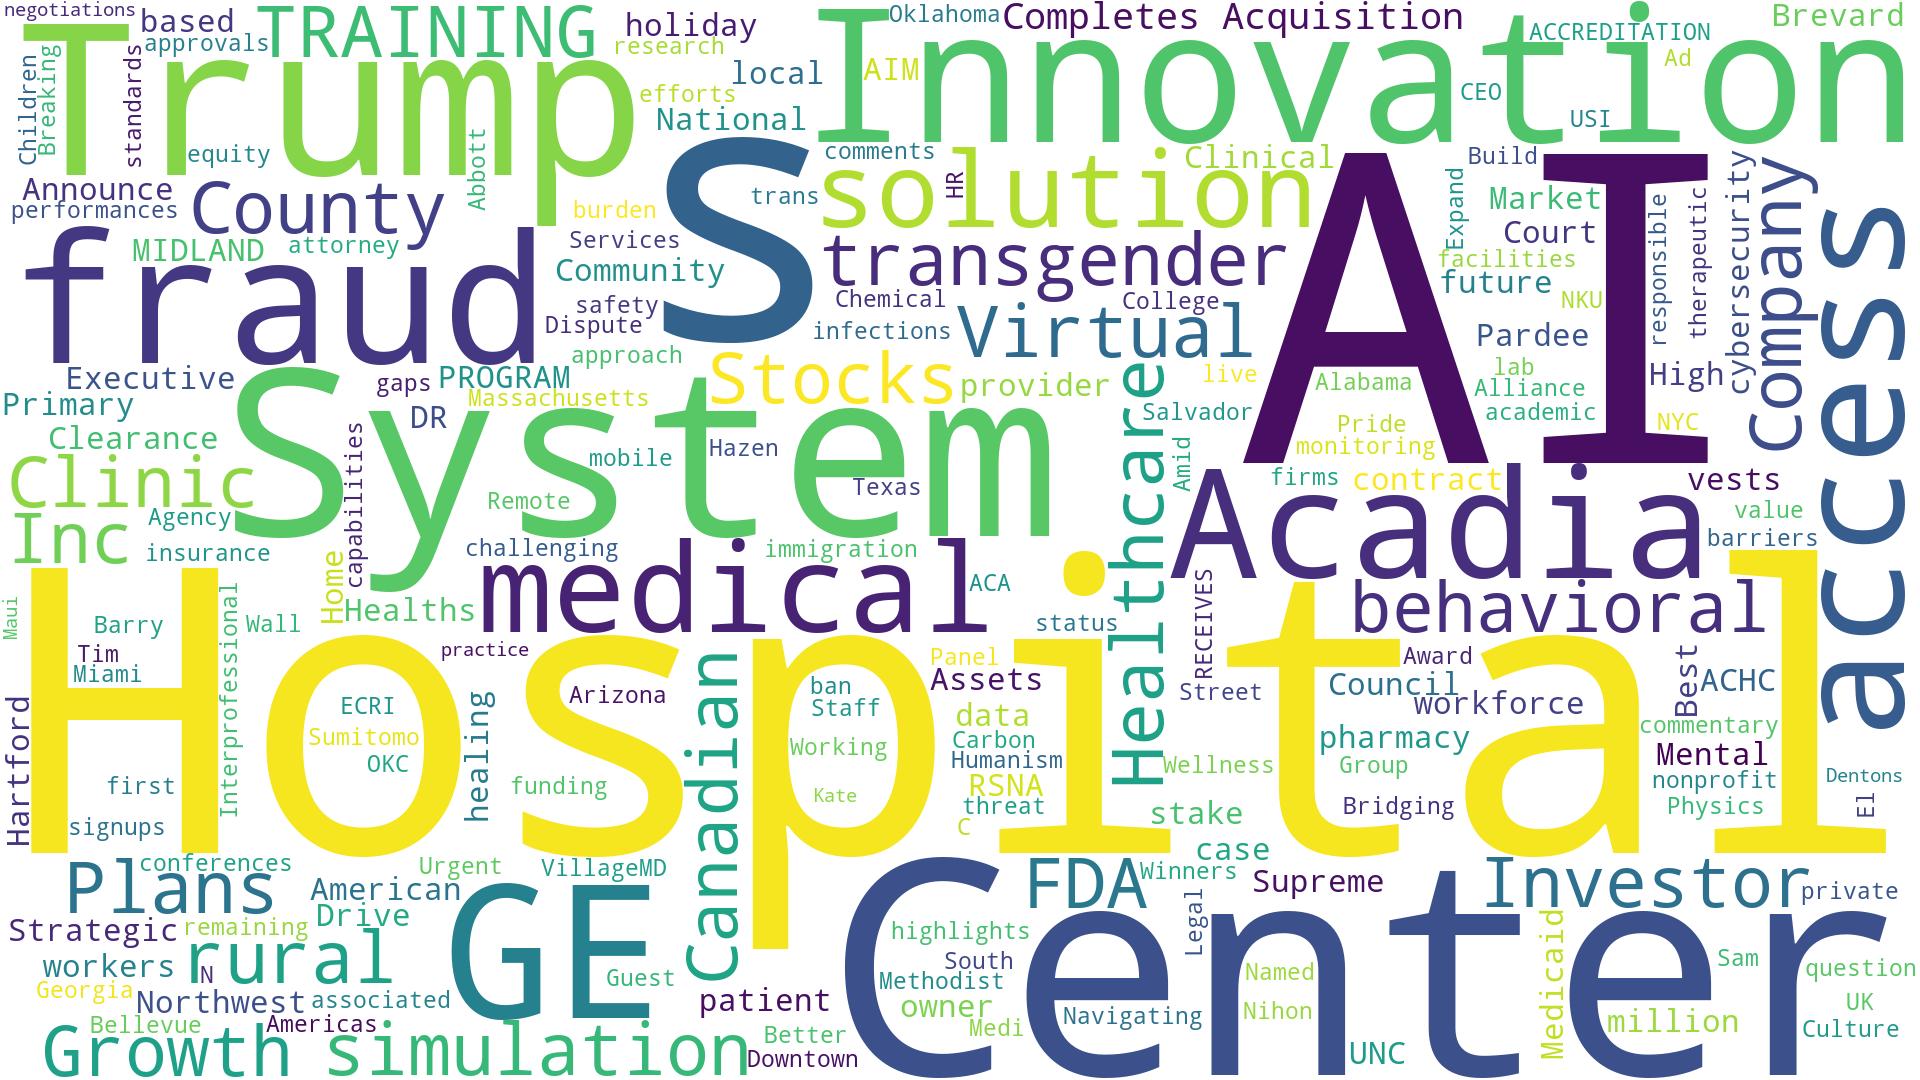 negotiations
based
TRAINING
holiday
Oklahoma
Completes Acquisition
ACCREDITATION
Brevard
approvals
research
Innovation
Trump
local
AIM
Ad
Children
Breaking
standards
efforts
National
CEO
USI
equity
Abbott
S
comments
solution
HR
Clinical
Build
AI
Announce
County
performances
trans
burden
Expand
Market
Court
responsible
therapeutic
cybersecurity
Company
access
MIDLAND
attorney
Services
Community
transgender
facilities
future
fraud
safety
Dispute
Chemical
College
NKU
infections
Virtual
Pardee
approach
Executive
gaps
PROGRAM
Stocks
provider
live
Alabama
lab
Alliance
High
Primary
Massachusetts
DR
System
Healthcare
Salvador
academic
NYC
Clearance
Hazen
Amid
Pride
monitoring
Clinic
capabilities
mobile
Texas
firms
contract
vests
Inc
Agency
Remote
Acadia
value
insurance
challenging
immigration
barriers
Home
medical
ACA
Hospital
Healths
RECEIVES
behavioral
Maui
Barry
Interprofessional
Wall
status
Tim
practice
Canadian
Panel
Award
Best
Miami
Assets
Street
Council
ACHC
Hartford
ECRI
healing
Arizona
ban
Staff
data
workforce
Sumitomo
Working
Carbon
pharmacy
commentary
Mental
OKC
Humanism
Wellness
Group
nonprofit
Dentons
first
funding
Kate
RSNA
threat
Bridging
Physics
El
signups
C
stake
conferences
Urgent
VillageMD
case
Plans
American
GE
FDA
Winners
Supreme
Investor
private
Drive
Center
Strategic
remaining
highlights
Legal
Medicaid
rural
workers
N
Guest
South
Named
Sam
question
Georgia
Methodist
Northwest
associated
patient
owner
Navigating
Nihon
million
UK
Bellevue
Americas
Better
Medi
Culture
Growth
simulation
Downtown
UNC